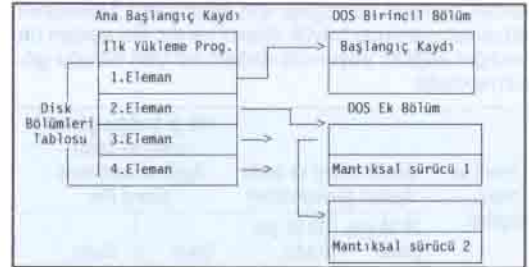 Ana Başlangıç Kaydı
DOS Birincil Bölüm
İlk Yükleme Prog.
Başlangıç Kaydı
1.Eleman
2.Eleman
DOS Ek Bölüm
Disk
Bölümleri
Tablosu
3.Eleman
4.Eleman
Mantıksal sürücü 1
Mantıksal sürücü 2